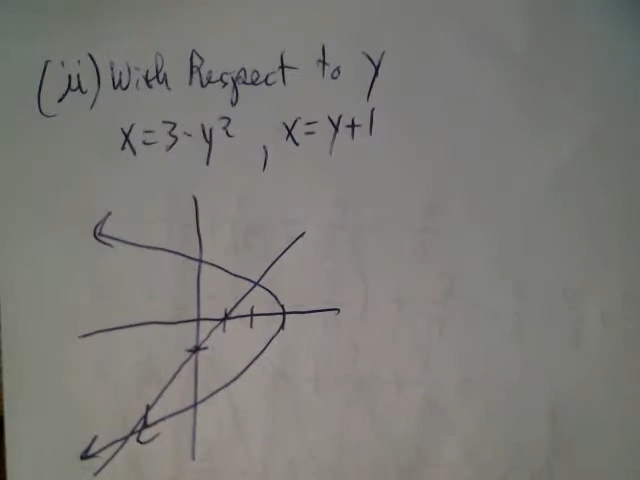 (ii) With Respect to y
x=3-y², x=y+1